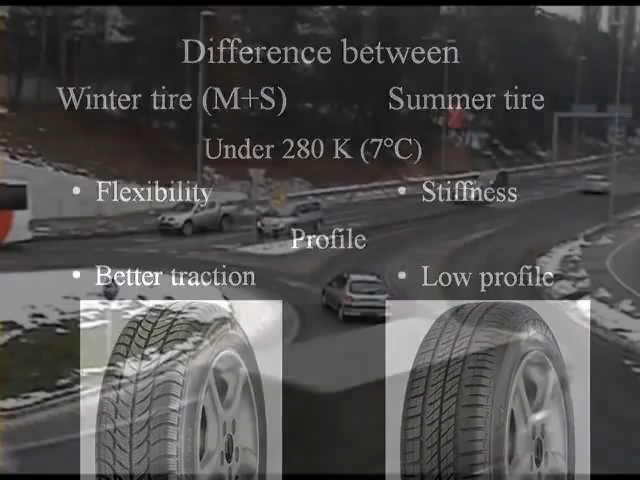 Difference between
Winter tire (M+S) Summer tire
Under 280 K (7°C)
• Flexibility • Stiffness
Profile
• Better traction • Low profile